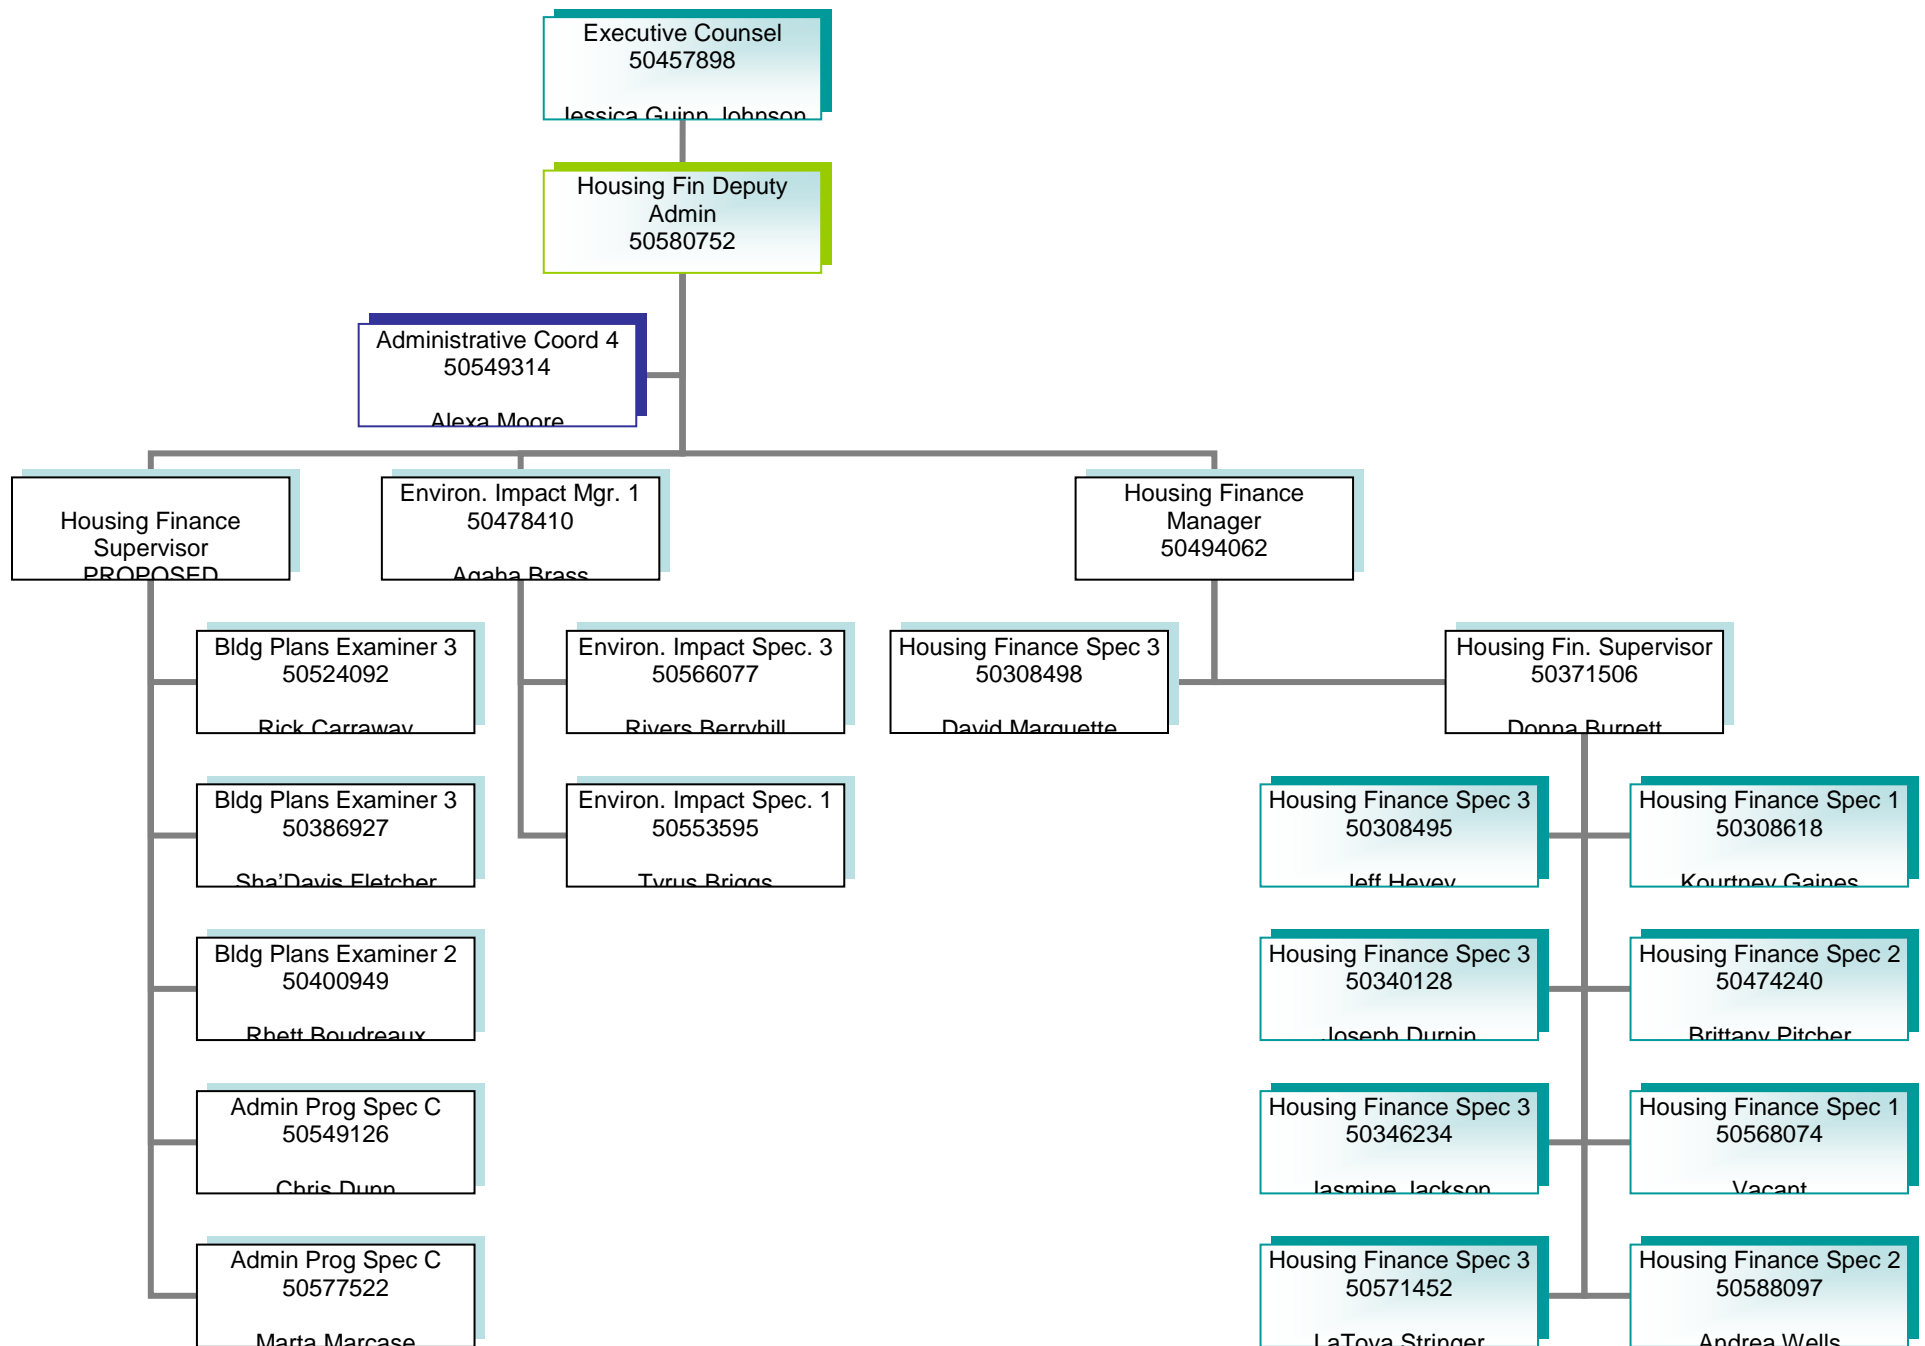 Executive Counsel
50457898
Jessica Guinn Johnson
Housing Fin Deputy
Admin
50580752
Administrative Coord 4
50549314
Alexa Moore
Housing Finance
Supervisor
PROPOSED
Environ. Impact Mgr. 1
50478410
Agaha Brass
Housing Finance
Manager
50494062
Bldg Plans Examiner 3
50524092
Rick Carraway
Environ. Impact Spec. 3
50566077
Rivers Berryhill
Housing Finance Spec 3
50308498
David Marquette
Housing Fin. Supervisor
50371506
Donna Burnett
Bldg Plans Examiner 3
50386927
Sha'Davis Fletcher
Environ. Impact Spec. 1
50553595
Tyrus Briggs
Housing Finance Spec 3
50308495
Jeff Hevey
Housing Finance Spec 1
50308618
Kourtney Gaines
Bldg Plans Examiner 2
50400949
Rhett Boudreaux
Housing Finance Spec 3
50340128
Joseph Durnin
Housing Finance Spec 2
50474240
Brittany Pitcher
Admin Prog Spec C
50549126
Chris Dunn
Housing Finance Spec 3
50346234
Jasmine Jackson
Housing Finance Spec 1
50568074
Vacant
Admin Prog Spec C
50577522
Marta Marcase
Housing Finance Spec 3
50571452
LaToya Stringer
Housing Finance Spec 2
50588097
Andrea Wells